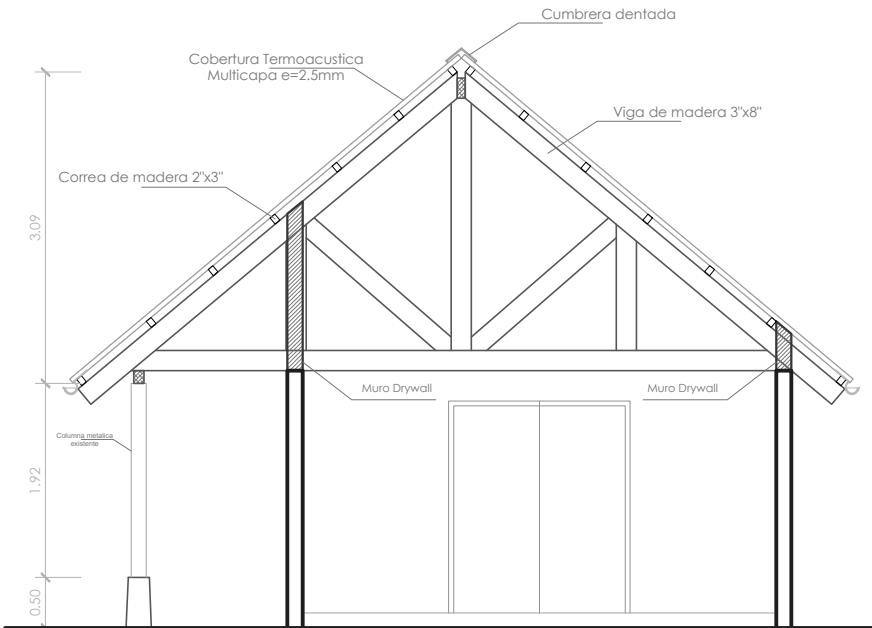 Cumbrera dentada
Cobertura Termoacustica
Multicapa e=2.5mm
Viga de madera 3"x8"
Correa de madera 2"x3"
3.09
Muro Drywall
Muro Drywall
Columna metalica
existente
1.92
0.50